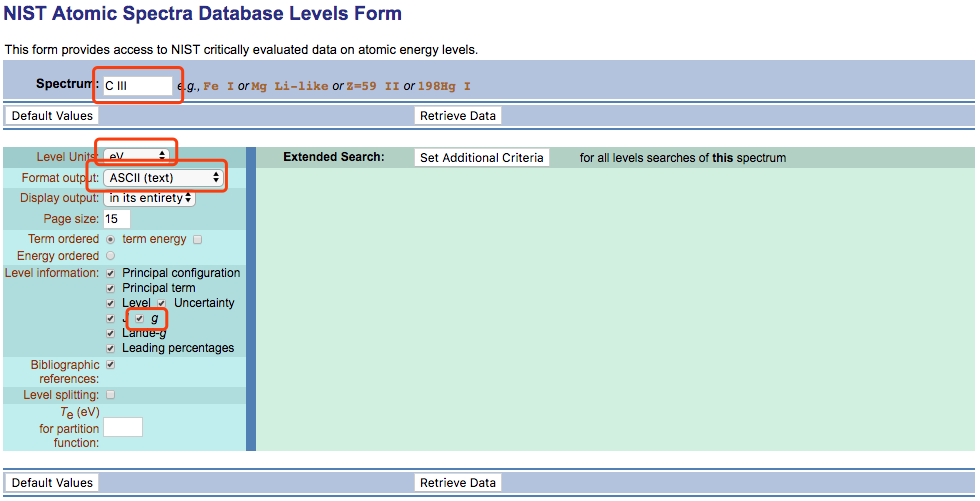 NIST Atomic Spectra Database Levels Form
This form provides access to NIST critically evaluated data on atomic energy levels.
Spectrum: C III e.g., Fe I or Mg Li-like or Z=59 II or 198Hg I
Default Values Retrieve Data
Level Units: eV Extended Search: Set Additional Criteria for all levels searches of this spectrum
Format output: ASCII (text)
Display output: in its entirety
Page size: 15
Term ordered term energy
Energy ordered
Level information: Principal configuration
Principal term
Level Uncertainty
J g
Lande-g
Leading percentages
Bibliographic
references:
Level splitting:
Te (eV)
for partition
function:
Default Values Retrieve Data